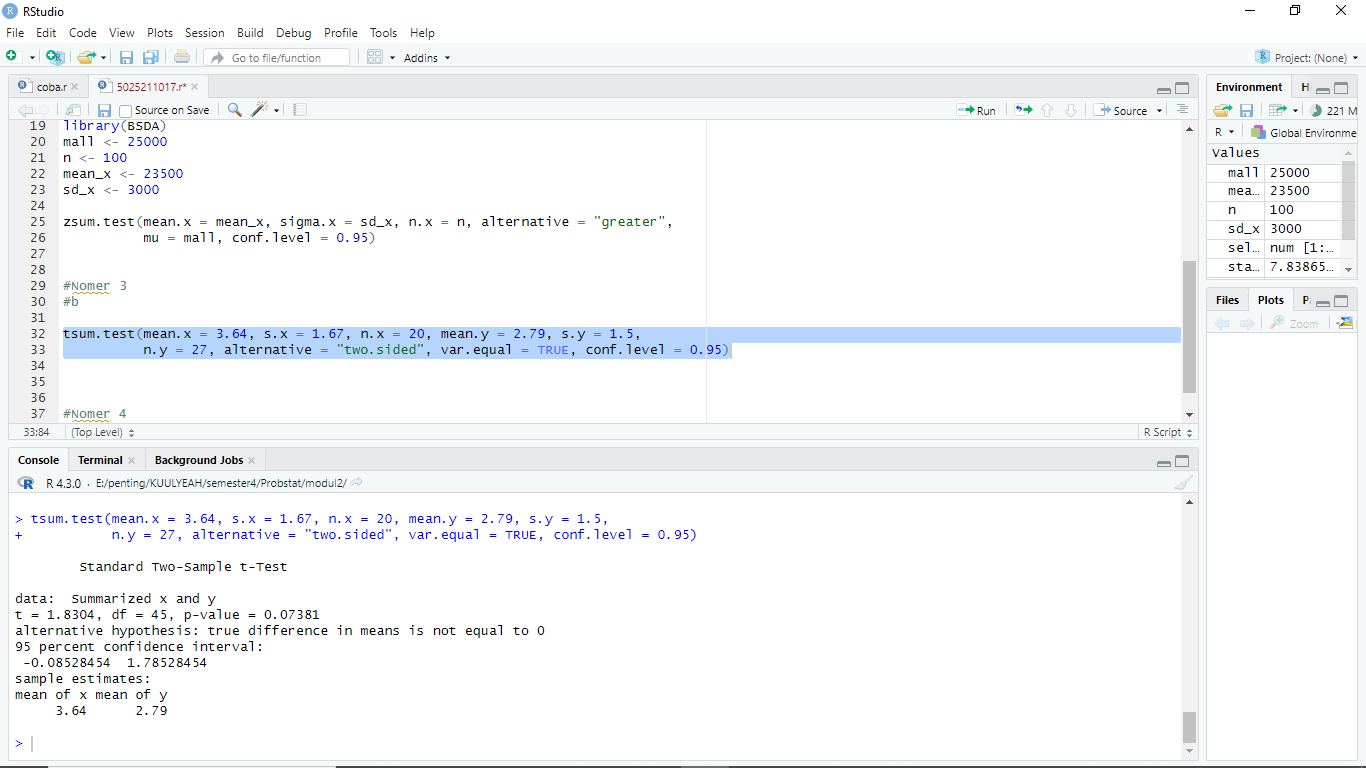 RStudio
File Edit Code View Plots Session Build Debug Profile Tools Help
Go to file/function Addins Project: (None)
coba.r 5025211017.r*
Source on Save Run Source
19 library(BSDA)
20 mall <- 25000
21 n <- 100
22 mean_x <- 23500
23 sd_x <- 3000
24
25 zsum.test(mean.x = mean_x, sigma.x = sd_x, n.x = n, alternative = "greater",
26 mu = mall, conf.level = 0.95)
27
28
29 #Nomer 3
30 #b
31
32 tsum.test(mean.x = 3.64, s.x = 1.67, n.x = 20, mean.y = 2.79, s.y = 1.5,
33 n.y = 27, alternative = "two.sided", var.equal = TRUE, conf.level = 0.95)
34
35
36
37 #Nomer 4
33:84 (Top Level) R Script
Console Terminal Background Jobs
R 4.3.0 · E:/penting/KUULYEAH/semester4/Probstat/modul2/
> tsum.test(mean.x = 3.64, s.x = 1.67, n.x = 20, mean.y = 2.79, s.y = 1.5,
+ n.y = 27, alternative = "two.sided", var.equal = TRUE, conf.level = 0.95)
Standard Two-Sample t-Test
data: Summarized x and y
t = 1.8304, df = 45, p-value = 0.07381
alternative hypothesis: true difference in means is not equal to 0
95 percent confidence interval:
-0.08528454 1.78528454
sample estimates:
mean of x mean of y
3.64 2.79
>
Environment H
221 M
R Global Environme
Values
mall 25000
mea… 23500
n 100
sd_x 3000
sel… num [1:…
sta… 7.83865…
Files Plots P
Zoom